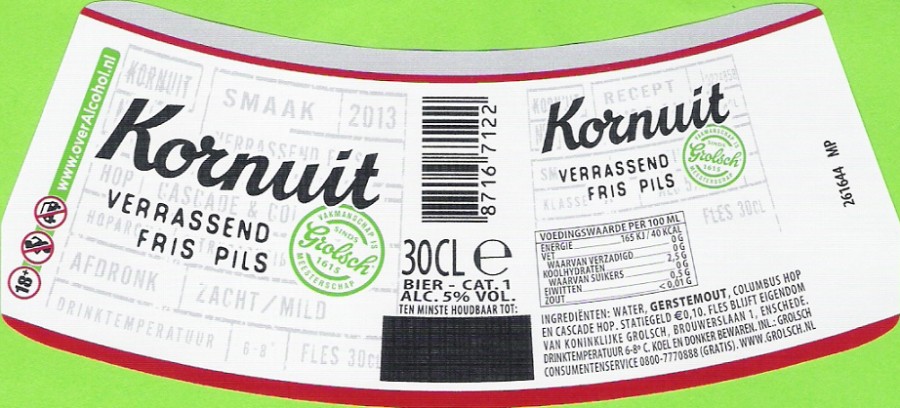 www.overAlcohol.nl
18+
KORNUIT
SMAAK 2013
Kornuit
HOP CASCADE & COL
VERRASSEND
FRIS PILS
VAKMANSCHAP IS
SINDS
Grolsch
1615
MEESTERSCHAP
AFDRONK
ZACHT/MILD
DRINKTEMPERATUUR 6-8° FLES 30CL
8716 7122
30CL e
BIER - CAT. 1
ALC. 5% VOL.
TEN MINSTE HOUDBAAR TOT:
KORNUIT RECEPT
Kornuit
VERRASSEND
FRIS PILS
VAKMANSCHAP IS
SINDS
Grolsch
1615
MEESTERSCHAP
KLASSE
FLES 30CL
VOEDINGSWAARDE PER 100 ML
ENERGIE 165 KJ / 40 KCAL
VET 0 G
WAARVAN VERZADIGD 0 G
KOOLHYDRATEN 2,5 G
WAARVAN SUIKERS 0 G
EIWITTEN 0,5 G
ZOUT < 0,01 G
INGREDIËNTEN: WATER, GERSTEMOUT, COLUMBUS HOP
EN CASCADE HOP. STATIEGELD €0,10. FLES BLIJFT EIGENDOM
VAN KONINKLIJKE GROLSCH, BROUWERSLAAN 1, ENSCHEDE.
DRINKTEMPERATUUR 6-8° C, KOEL EN DONKER BEWAREN. INL.: GROLSCH
CONSUMENTENSERVICE 0800-7770888 (GRATIS). WWW.GROLSCH.NL
261644 MP